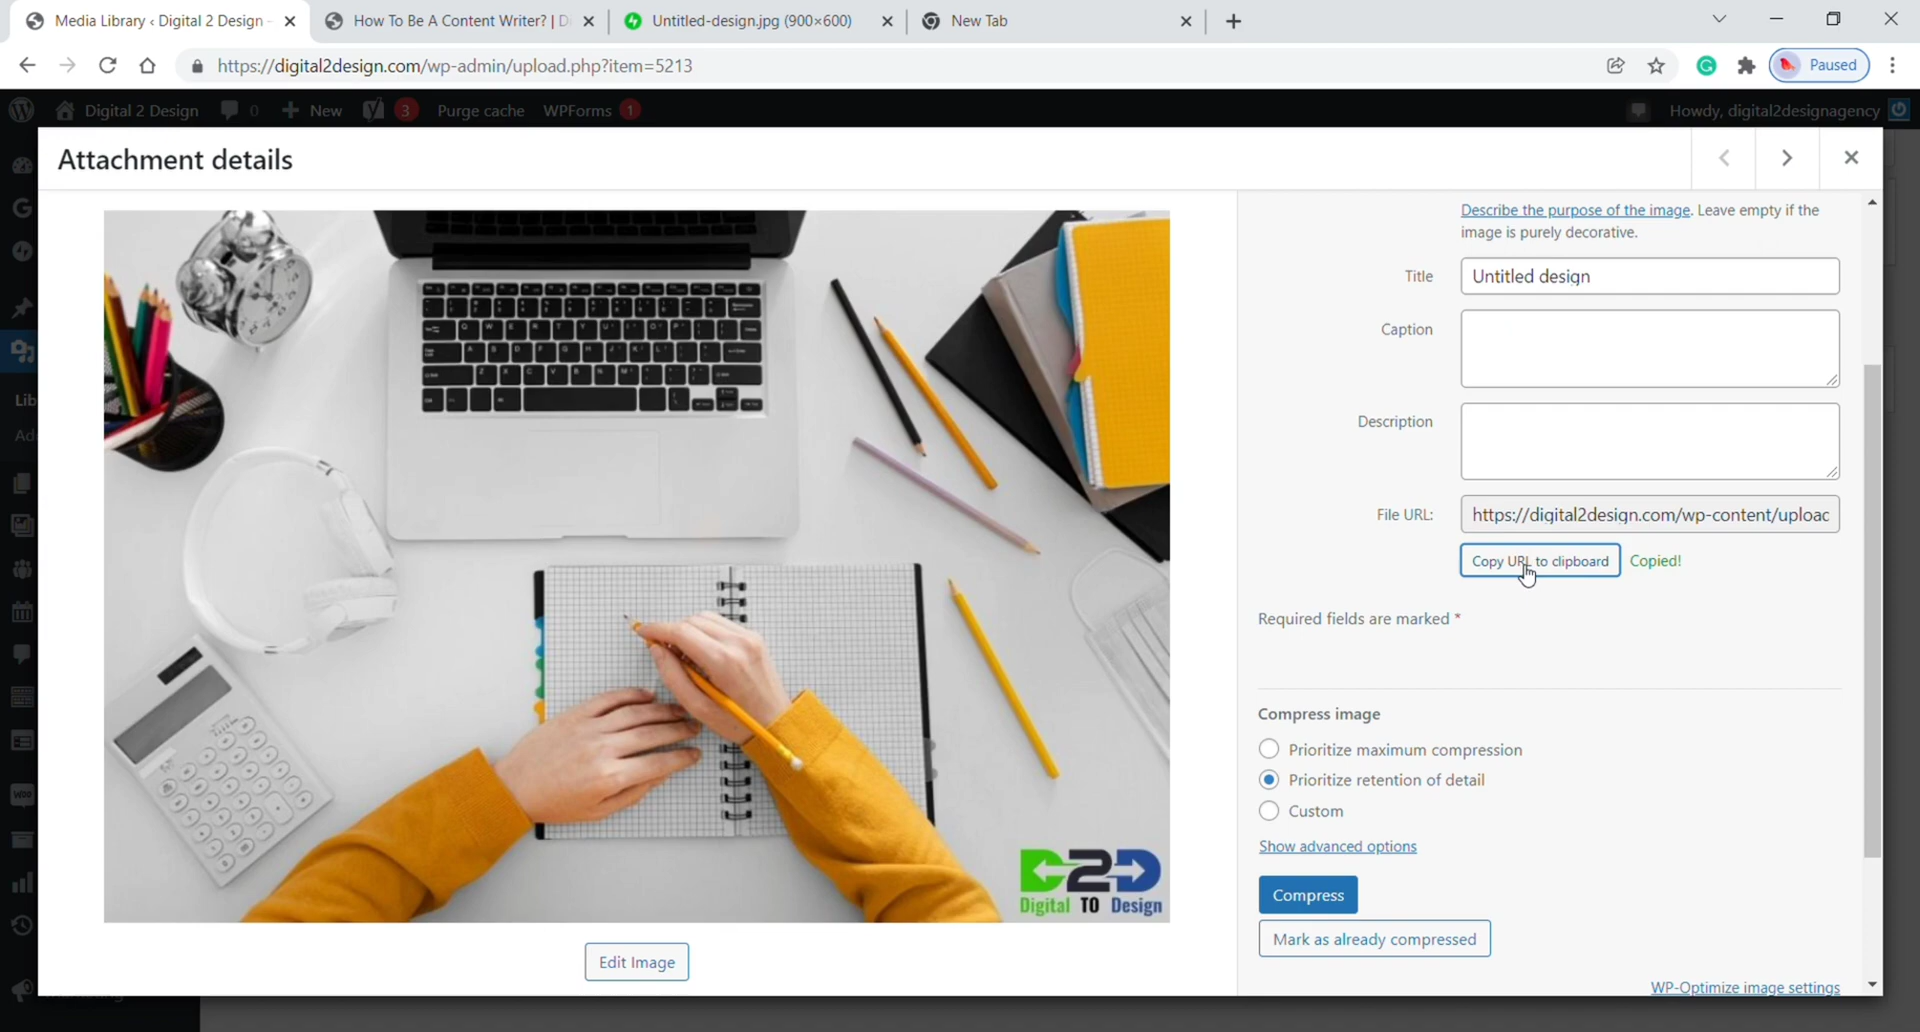 Media Library ‹ Digital 2 Design -
How To Be A Content Writer? | D
Untitled-design.jpg (900×600)
New Tab
https://digital2design.com/wp-admin/upload.php?item=5213
Paused
Digital 2 Design
0
New
3
Purge cache
WPForms
1
Howdy, digital2designagency
Attachment details
Describe the purpose of the image. Leave empty if the
image is purely decorative.
Title
Untitled design
Caption
Description
File URL:
https://digital2design.com/wp-content/uploac
Copy URL to clipboard
Copied!
Required fields are marked *
Compress image
Prioritize maximum compression
Prioritize retention of detail
Custom
Show advanced options
Compress
Mark as already compressed
WP-Optimize image settings
Edit Image
D2D
Digital TO Design
Lib
Ad